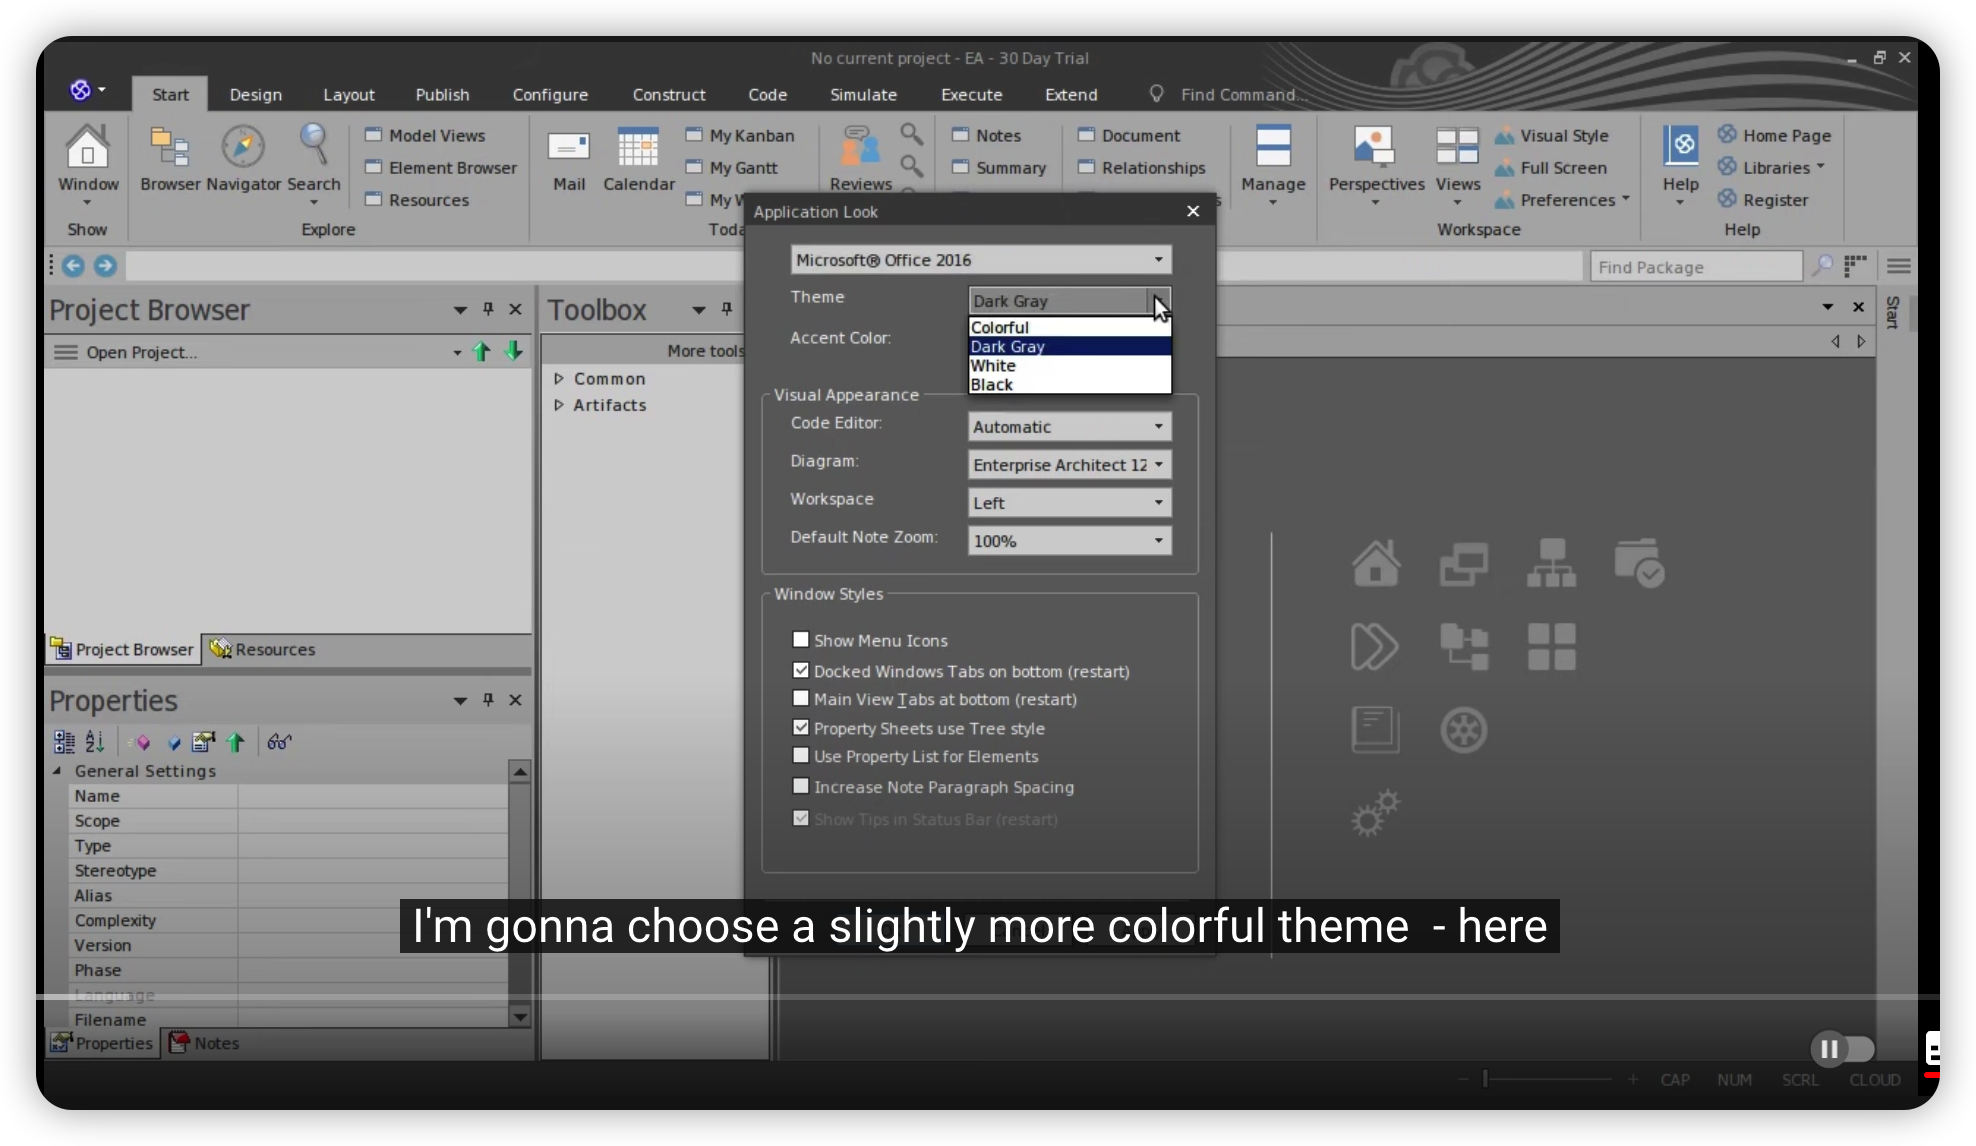 No current project - EA - 30 Day Trial
Start Design Layout Publish Configure Construct Code Simulate Execute Extend Find Command...
Window
Show
Browser Navigator Search
Model Views
Element Browser
Resources
Explore
Mail Calendar
My Kanban
My Gantt
Reviews
Notes
Summary
Document
Relationships
Manage
Perspectives Views
Visual Style
Full Screen
Preferences
Workspace
Help
Home Page
Libraries
Register
Help
Find Package
Project Browser
Open Project...
Project Browser Resources
Toolbox
More tools
Common
Artifacts
Properties
General Settings
Name
Scope
Type
Stereotype
Alias
Complexity
Version
Phase
Language
Filename
Properties Notes
Application Look
Microsoft® Office 2016
Theme Dark Gray
Colorful
Dark Gray
White
Black
Accent Color:
Visual Appearance
Code Editor: Automatic
Diagram: Enterprise Architect 12
Workspace Left
Default Note Zoom: 100%
Window Styles
Show Menu Icons
Docked Windows Tabs on bottom (restart)
Main View Tabs at bottom (restart)
Property Sheets use Tree style
Use Property List for Elements
Increase Note Paragraph Spacing
Show Tips in Status Bar (restart)
Start
I'm gonna choose a slightly more colorful theme - here
CAP NUM SCRL CLOUD